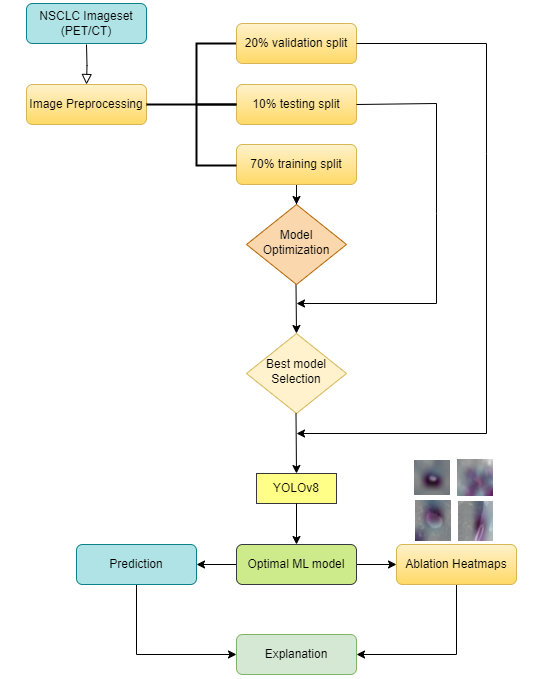 NSCLC Imageset
(PET/CT)
20% validation split
Image Preprocessing
10% testing split
70% training split
Model
Optimization
Best model
Selection
YOLOv8
Prediction
Optimal ML model
Ablation Heatmaps
Explanation